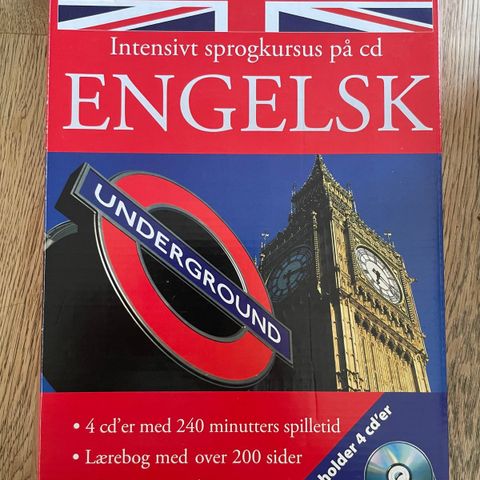 Intensivt sprogkursus på cd
ENGELSK
UNDERGROUND
• 4 cd'er med 240 minutters spilletid
• Lærebog med over 200 sider
holder 4 cd'er